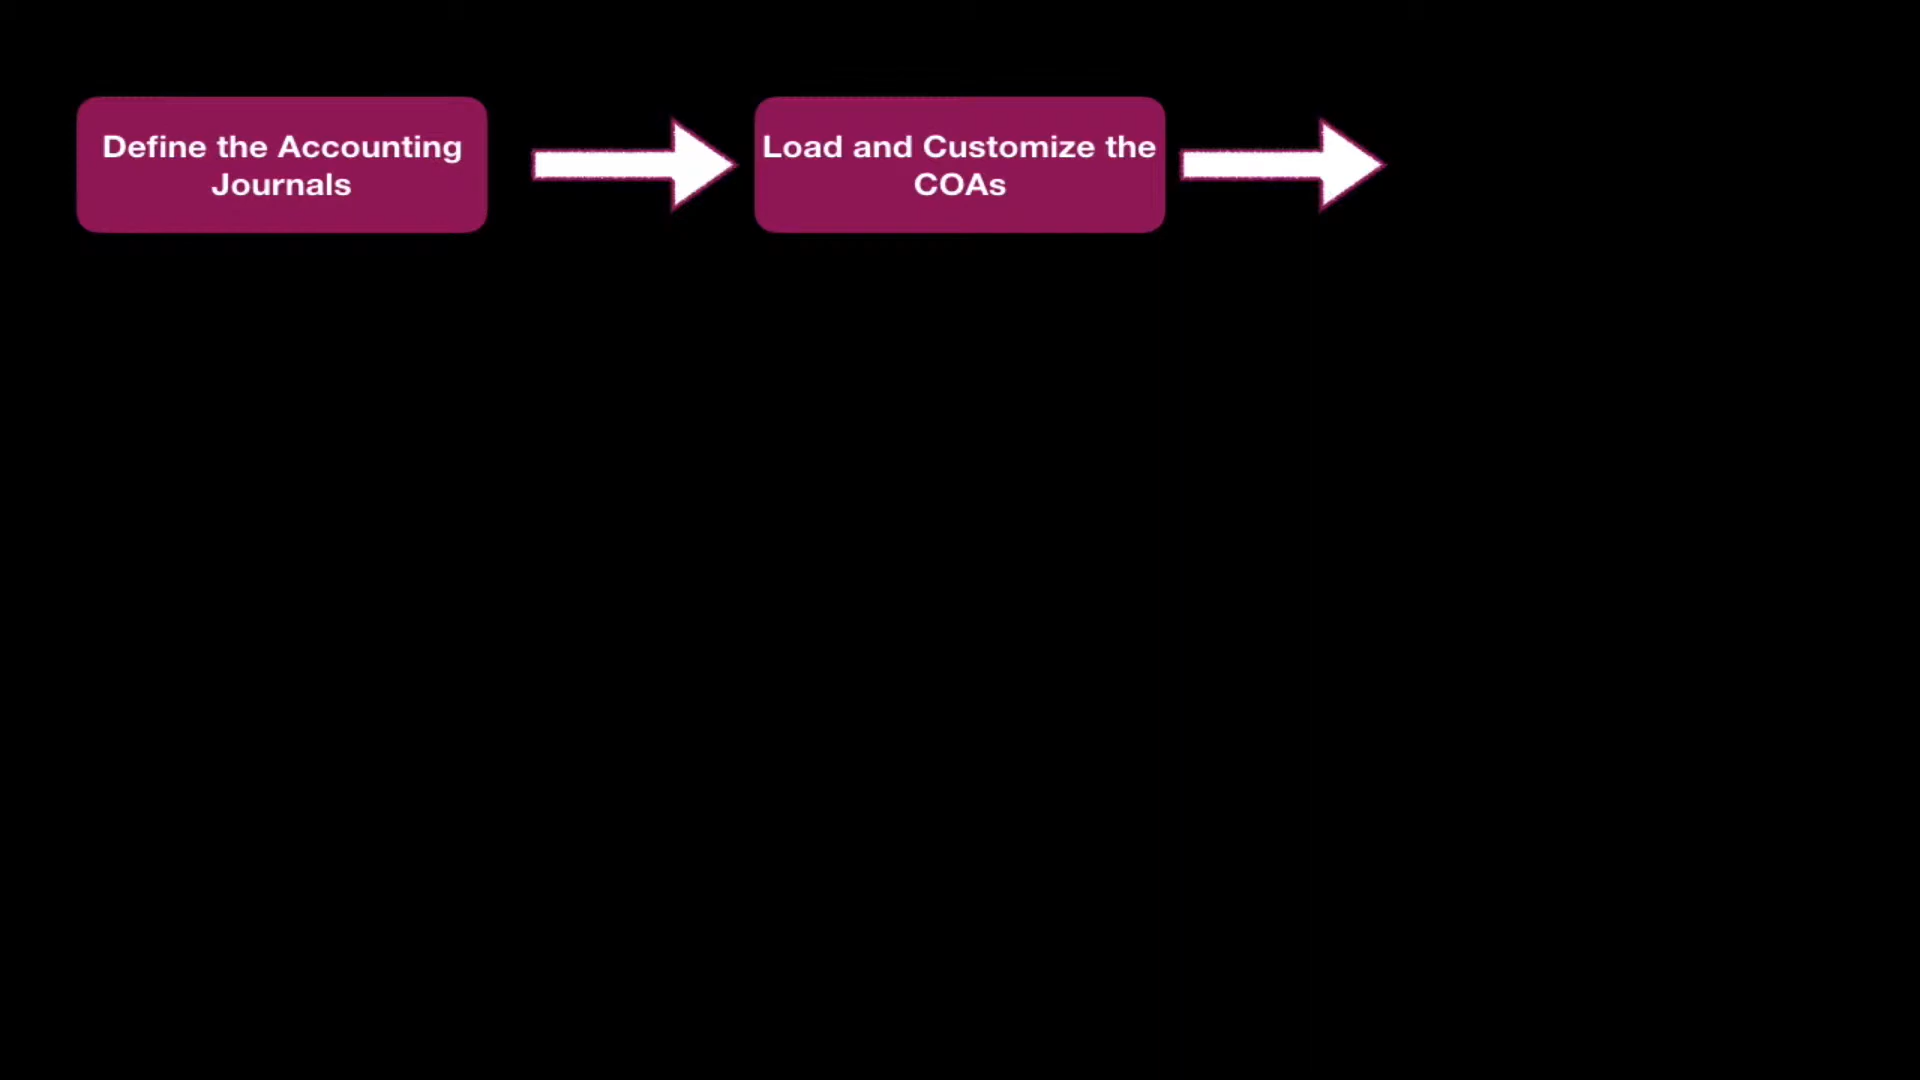 Define the Accounting
Journals
Load and Customize the
COAs